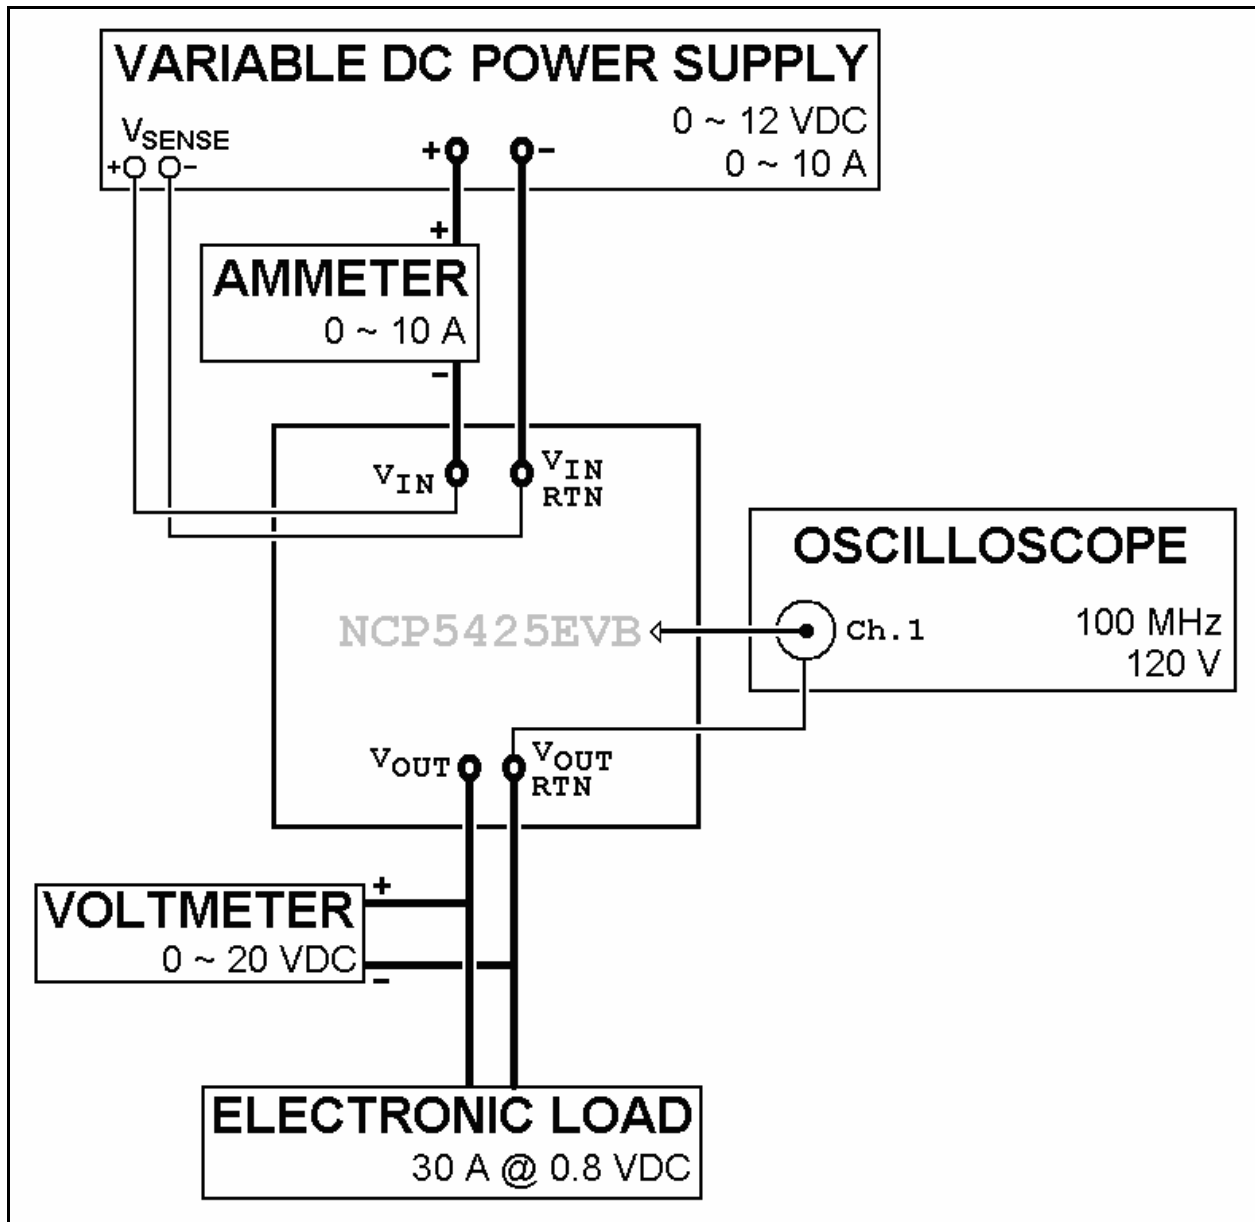 VARIABLE DC POWER SUPPLY
VSENSE
+ -
+ -
0 ~ 12 VDC
0 ~ 10 A
+
AMMETER
0 ~ 10 A
-
VIN
VIN
RTN
OSCILLOSCOPE
NCP5425EVB
Ch.1
100 MHz
120 V
VOUT
VOUT
RTN
+
VOLTMETER
0 ~ 20 VDC
-
ELECTRONIC LOAD
30 A @ 0.8 VDC